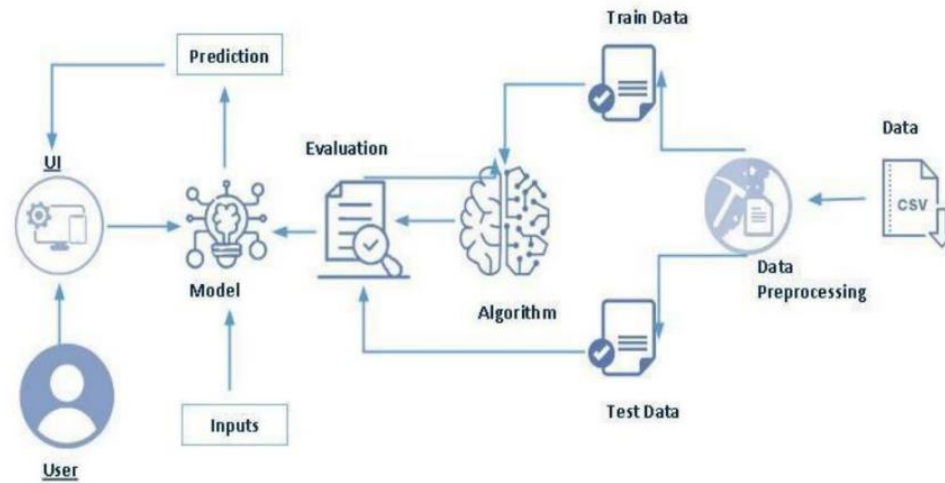 Train Data
Prediction
Data
Evaluation
UI
CSV
Model
Algorithm
Data
Preprocessing
Inputs
Test Data
User